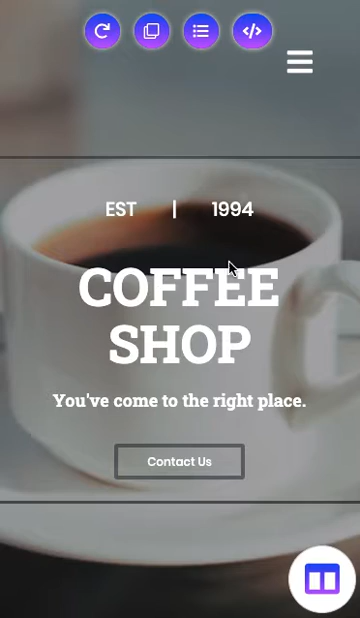 EST | 1994
COFFEE
SHOP
You've come to the right place.
Contact Us